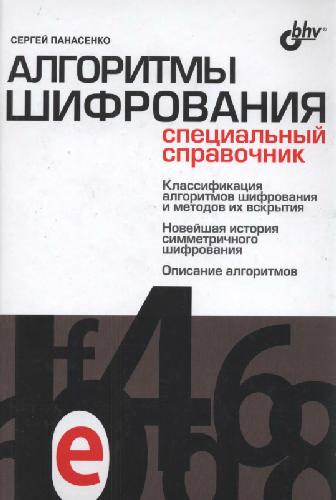 СЕРГЕЙ ПАНАСЕНКО
bhv®
АЛГОРИТМЫ
ШИФРОВАНИЯ
СПЕЦИАЛЬНЫЙ
СПРАВОЧНИК
Классификация
алгоритмов шифрования
и методов их вскрытия
Новейшая история
симметричного
шифрования
Описание алгоритмов
f468
e